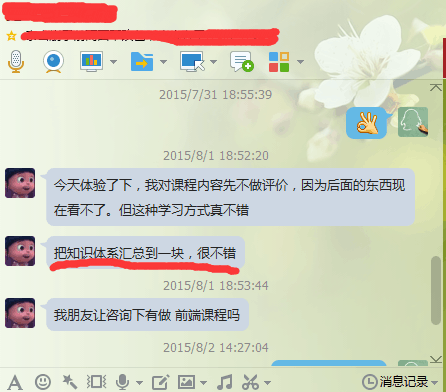 2015/7/31 18:55:39
2015/8/1 18:52:20
今天体验了下，我对课程内容先不做评价，因为后面的东西现
在看不了。但这种学习方式真不错
把知识体系汇总到一块，很不错
2015/8/1 18:53:44
我朋友让咨询下有做 前端课程吗
2015/8/2 14:27:04
消息记录